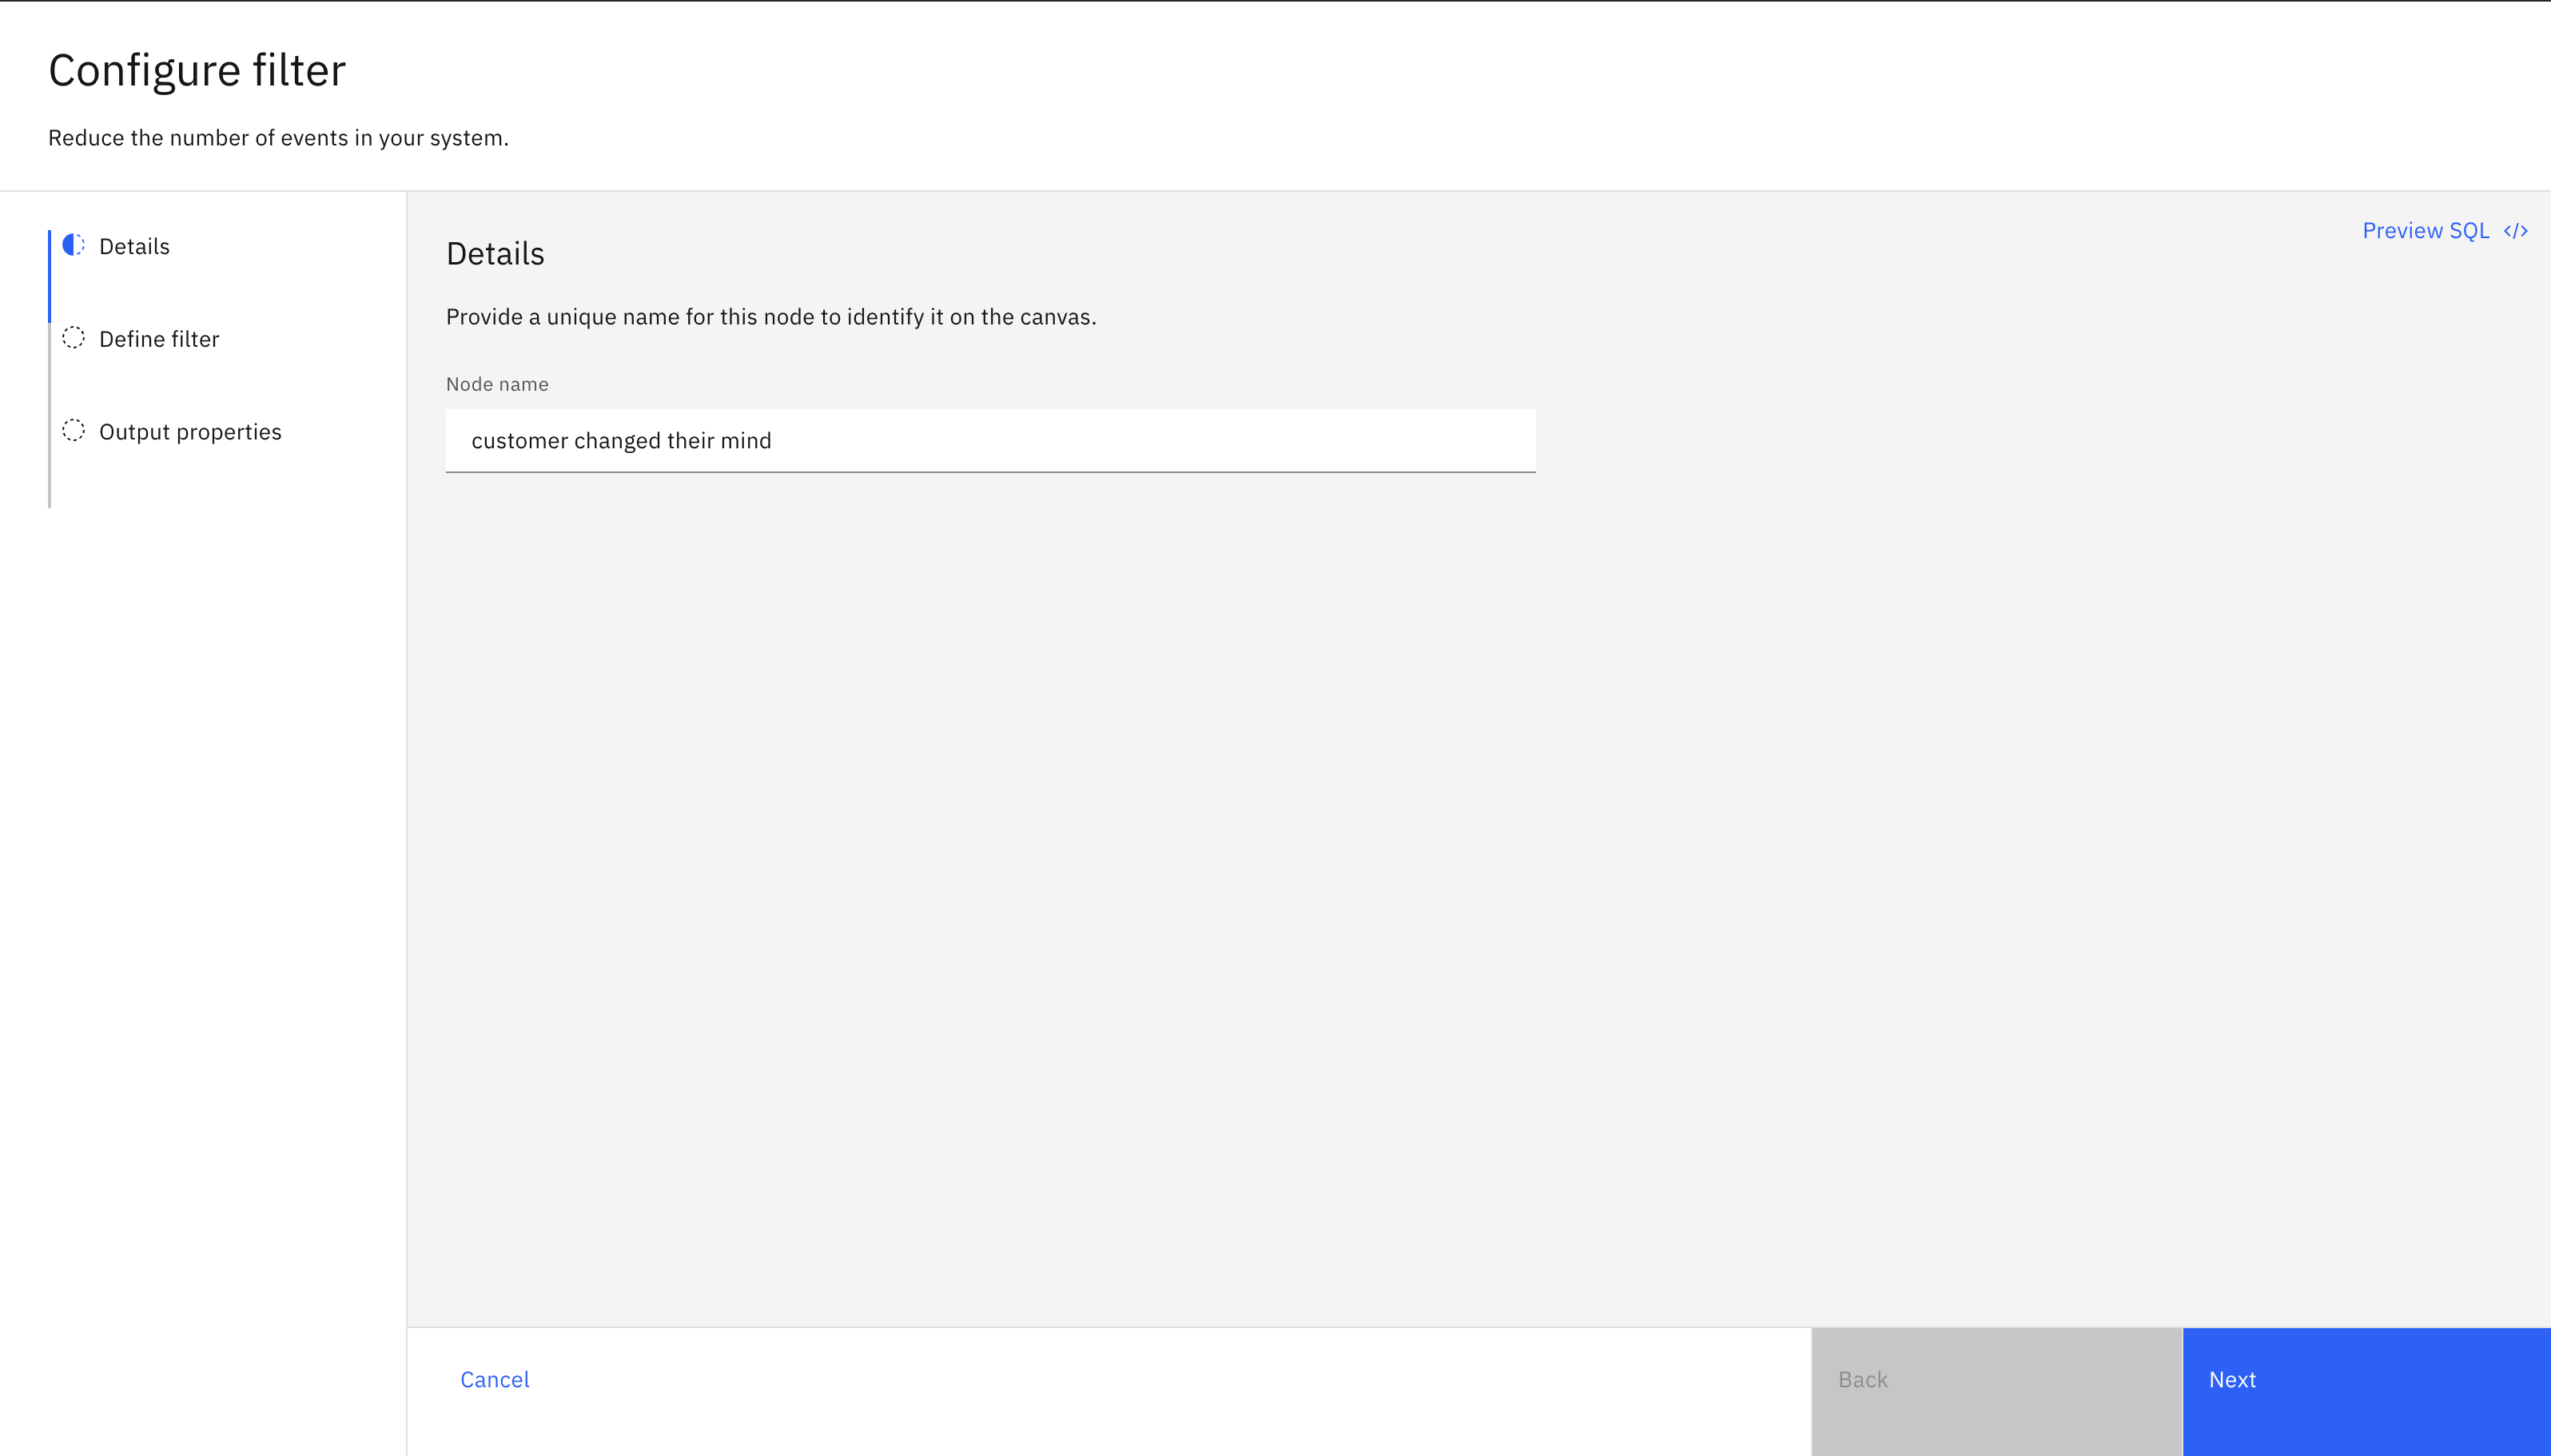 Configure filter
Reduce the number of events in your system.
Details
Define filter
Output properties
Preview SQL </>
Details
Provide a unique name for this node to identify it on the canvas.
Node name
customer changed their mind
Cancel
Back
Next